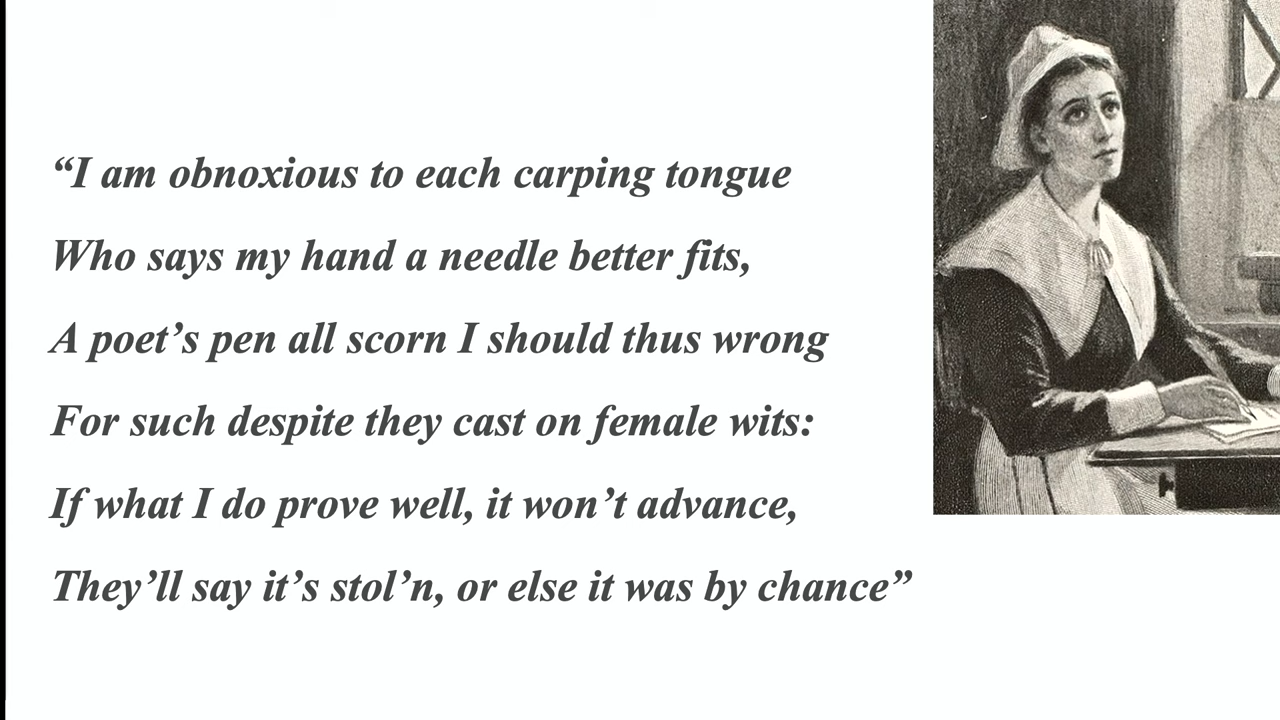 “I am obnoxious to each carping tongue
Who says my hand a needle better fits,
A poet’s pen all scorn I should thus wrong
For such despite they cast on female wits:
If what I do prove well, it won’t advance,
They’ll say it’s stol’n, or else it was by chance”